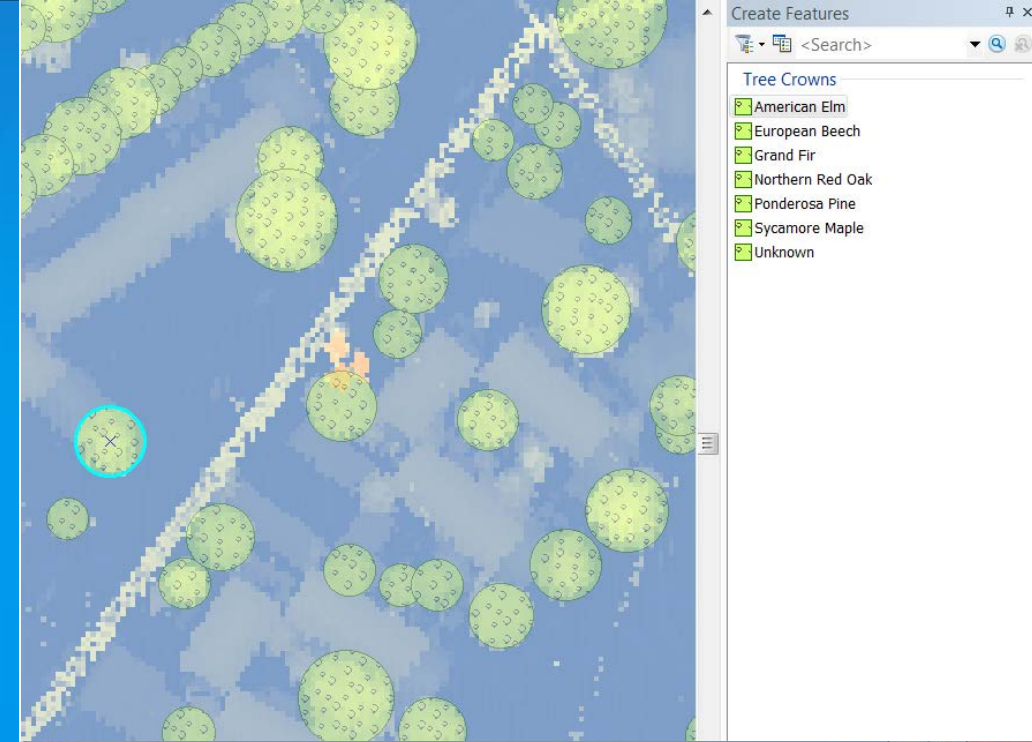 Create Features
<Search>
Tree Crowns
American Elm
European Beech
Grand Fir
Northern Red Oak
Ponderosa Pine
Sycamore Maple
Unknown